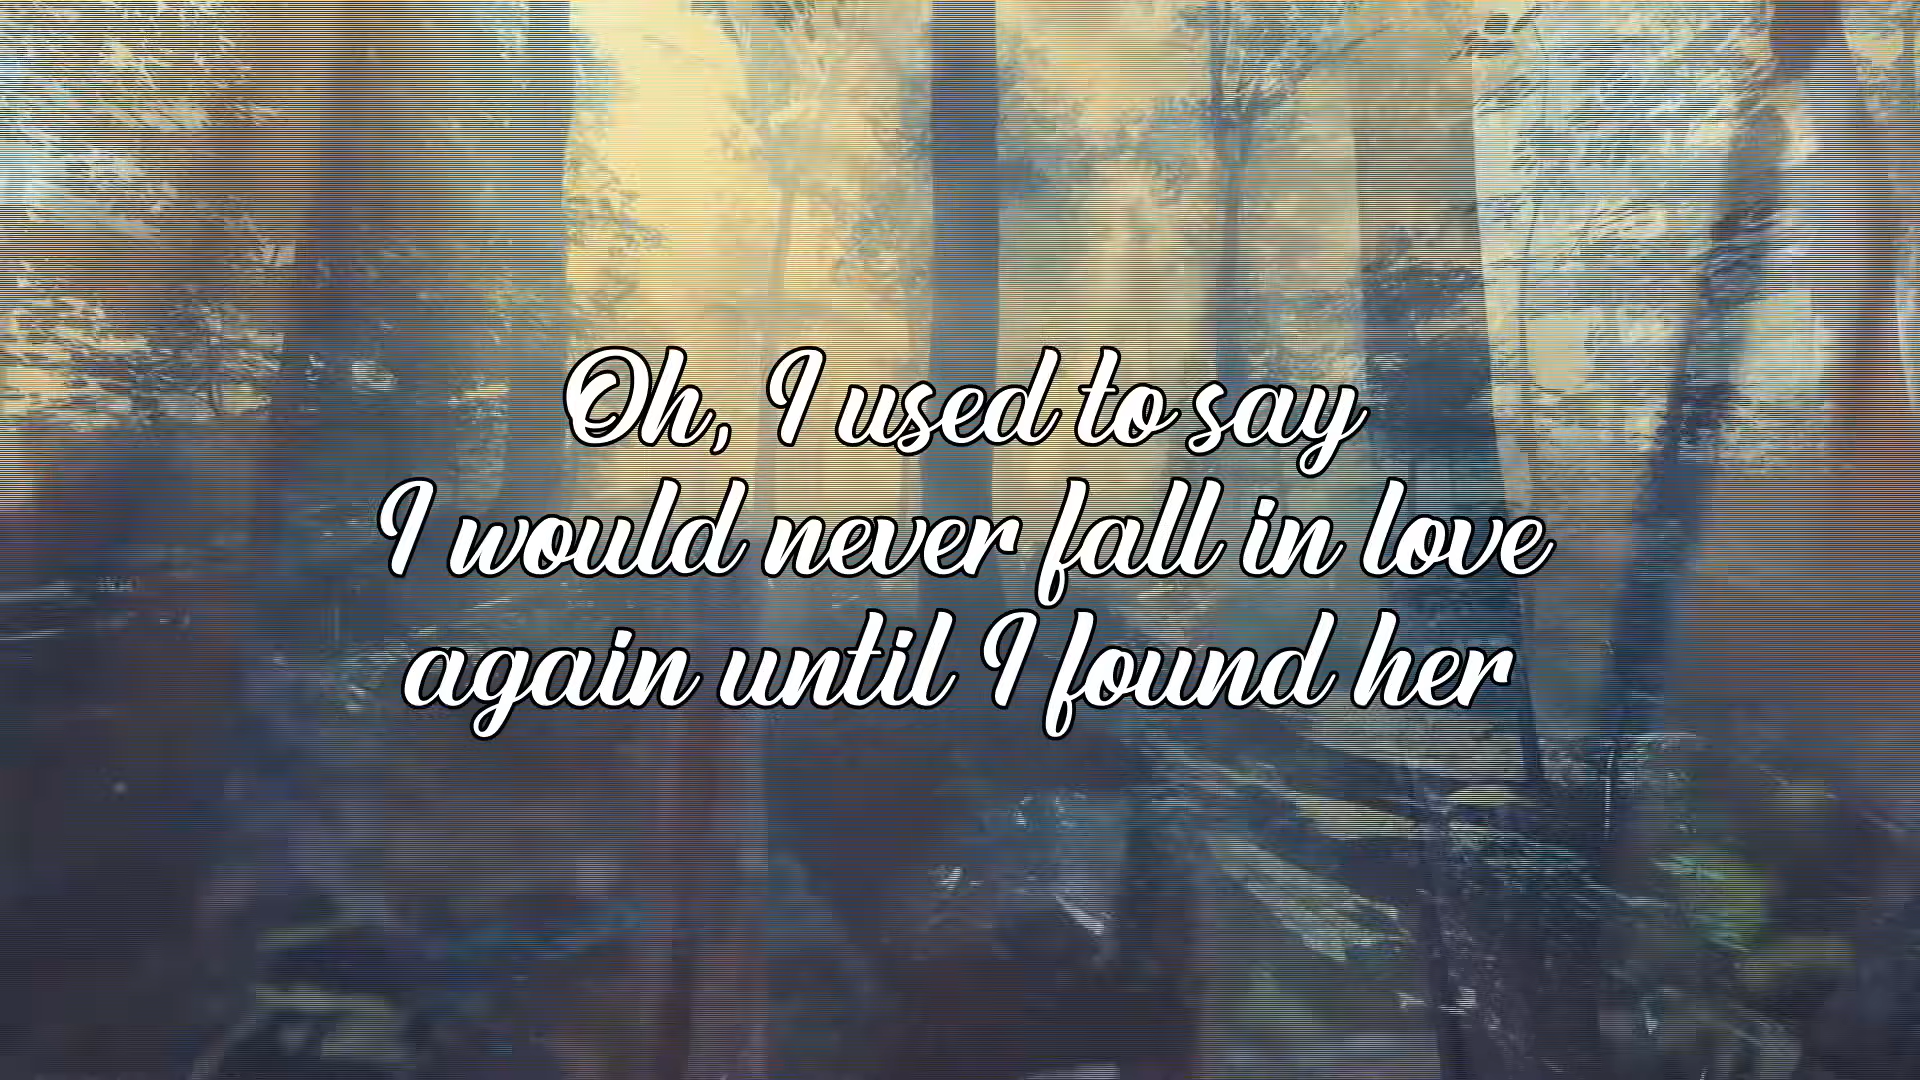 Oh, I used to say
I would never fall in love
again until I found her